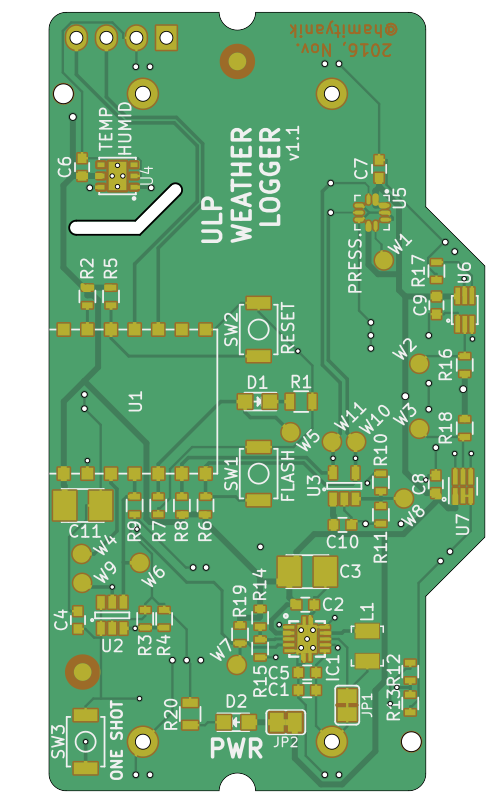 @hamityanik
2016, Nov.
TEMP
HUMID
v1.1
C6
U4
C7
U5
ULP
WEATHER
LOGGER
PRESS.
W1
R2
R5
R17
U6
C9
SW2
RESET
W2
R16
D1
R1
U1
W11
W10
W3
R18
W5
R10
SW1
FLASH
U3
C8
C11
R9
R7
R8
R6
W8
U7
C10
R11
W4
W9
W6
C3
R14
C4
U2
R3
R4
R19
C2
L1
W7
R15
C5
C1
IC1
R12
R13
JP1
SW3
ONE SHOT
R20
D2
PWR
JP2